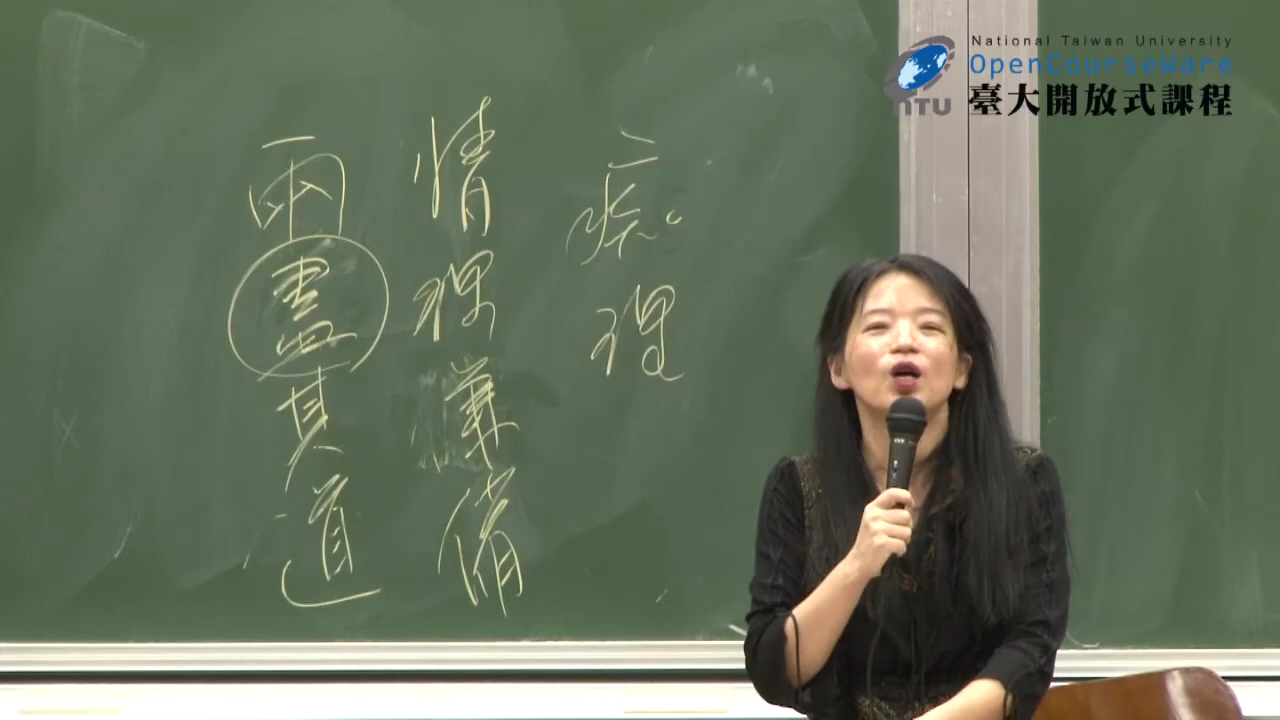 National Taiwan University
OpenCourseWare
NTU
臺大開放式課程
痴理
情理兼備
兩盡其道